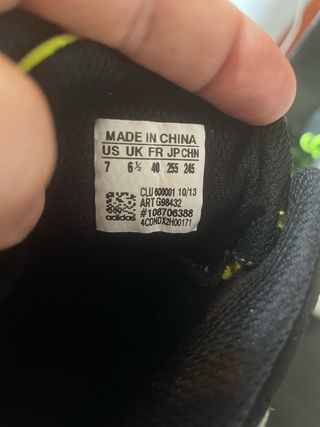 MADE IN CHINA
US UK FR JP CHN
7 6½ 40 255 245
CLU 600001 10/13
ART G98432
#108706388
4CDNDX2H00171
adidas